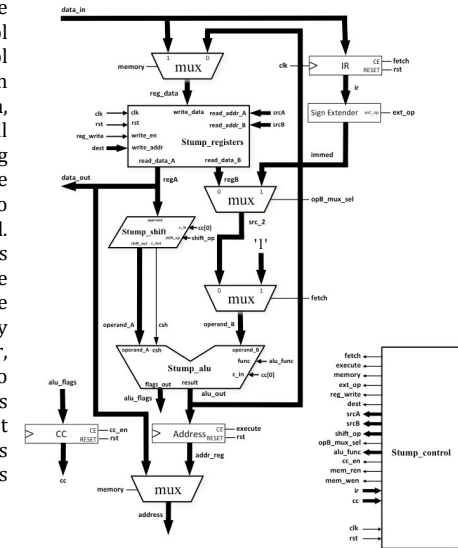 data_in
1 0
memory
mux
clk
IR
CE
RESET
fetch
rst
reg_data
ir
clk
rst
reg_write
dest
clk
rst
write_en
write_addr
write_data
read_addr_A
read_addr_B
srcA
srcB
Stump_registers
read_data_A
read_data_B
Sign Extender
ext_op
ext_op
immed
data_out
regA
regB
0 1
mux
opB_mux_sel
src_2
operand
Stump_shift
c_in
cc[0]
shift_op
shift_op
shift_out
c_out
'1'
0 1
mux
fetch
operand_A
csh
operand_B
operand_A
csh
operand_B
Stump_alu
func
alu_func
c_in
cc[0]
flags_out
result
alu_flags
alu_out
alu_flags
CC
CE
RESET
cc_en
rst
cc
Address
CE
RESET
execute
rst
addr_reg
memory
mux
address
fetch
execute
memory
ext_op
reg_write
dest
srcA
srcB
shift_op
opB_mux_sel
alu_func
cc_en
mem_ren
mem_wen
ir
cc
clk
rst
Stump_control